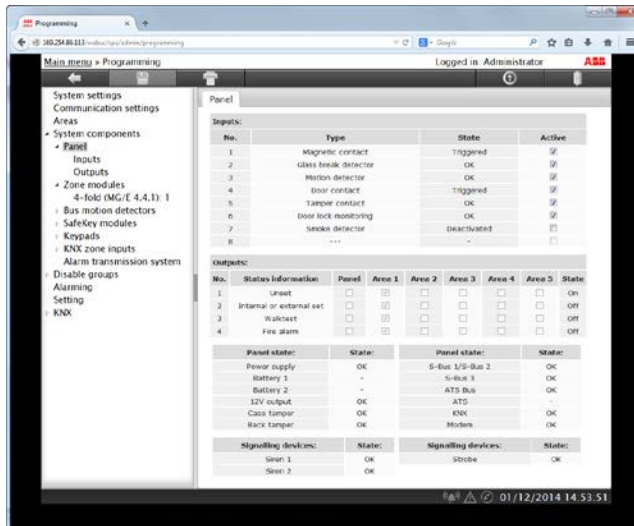 Programming
169.254.86.113/webui/spa/admin/programming
Google
Main menu » Programming
Logged in: Administrator
ABB
System settings
Communication settings
Areas
System components
Panel
Inputs
Outputs
Zone modules
4-fold (MG/E 4.4.1): 1
Bus motion detectors
SafeKey modules
Keypads
KNX zone inputs
Alarm transmission system
Disable groups
Alarming
Setting
KNX
Panel
Inputs:
No. Type State Active
1 Magnetic contact Triggered
2 Glass break detector OK
3 Motion detector OK
4 Door contact Triggered
5 Tamper contact OK
6 Door lock monitoring OK
7 Smoke detector Deactivated
8 --- -
Outputs:
No. Status information Panel Area 1 Area 2 Area 3 Area 4 Area 5 State
1 Unset On
2 Internal or external set Off
3 Walktest Off
4 Fire alarm Off
Panel state: State: Panel state: State:
Power supply OK S-Bus 1/S-Bus 2 OK
Battery 1 - S-Bus 3 OK
Battery 2 - ATS Bus OK
12V output OK ATS -
Case tamper OK KNX OK
Back tamper OK Modem OK
Signalling devices: State: Signalling devices: State:
Siren 1 OK Strobe OK
Siren 2 OK
01/12/2014 14:53:51